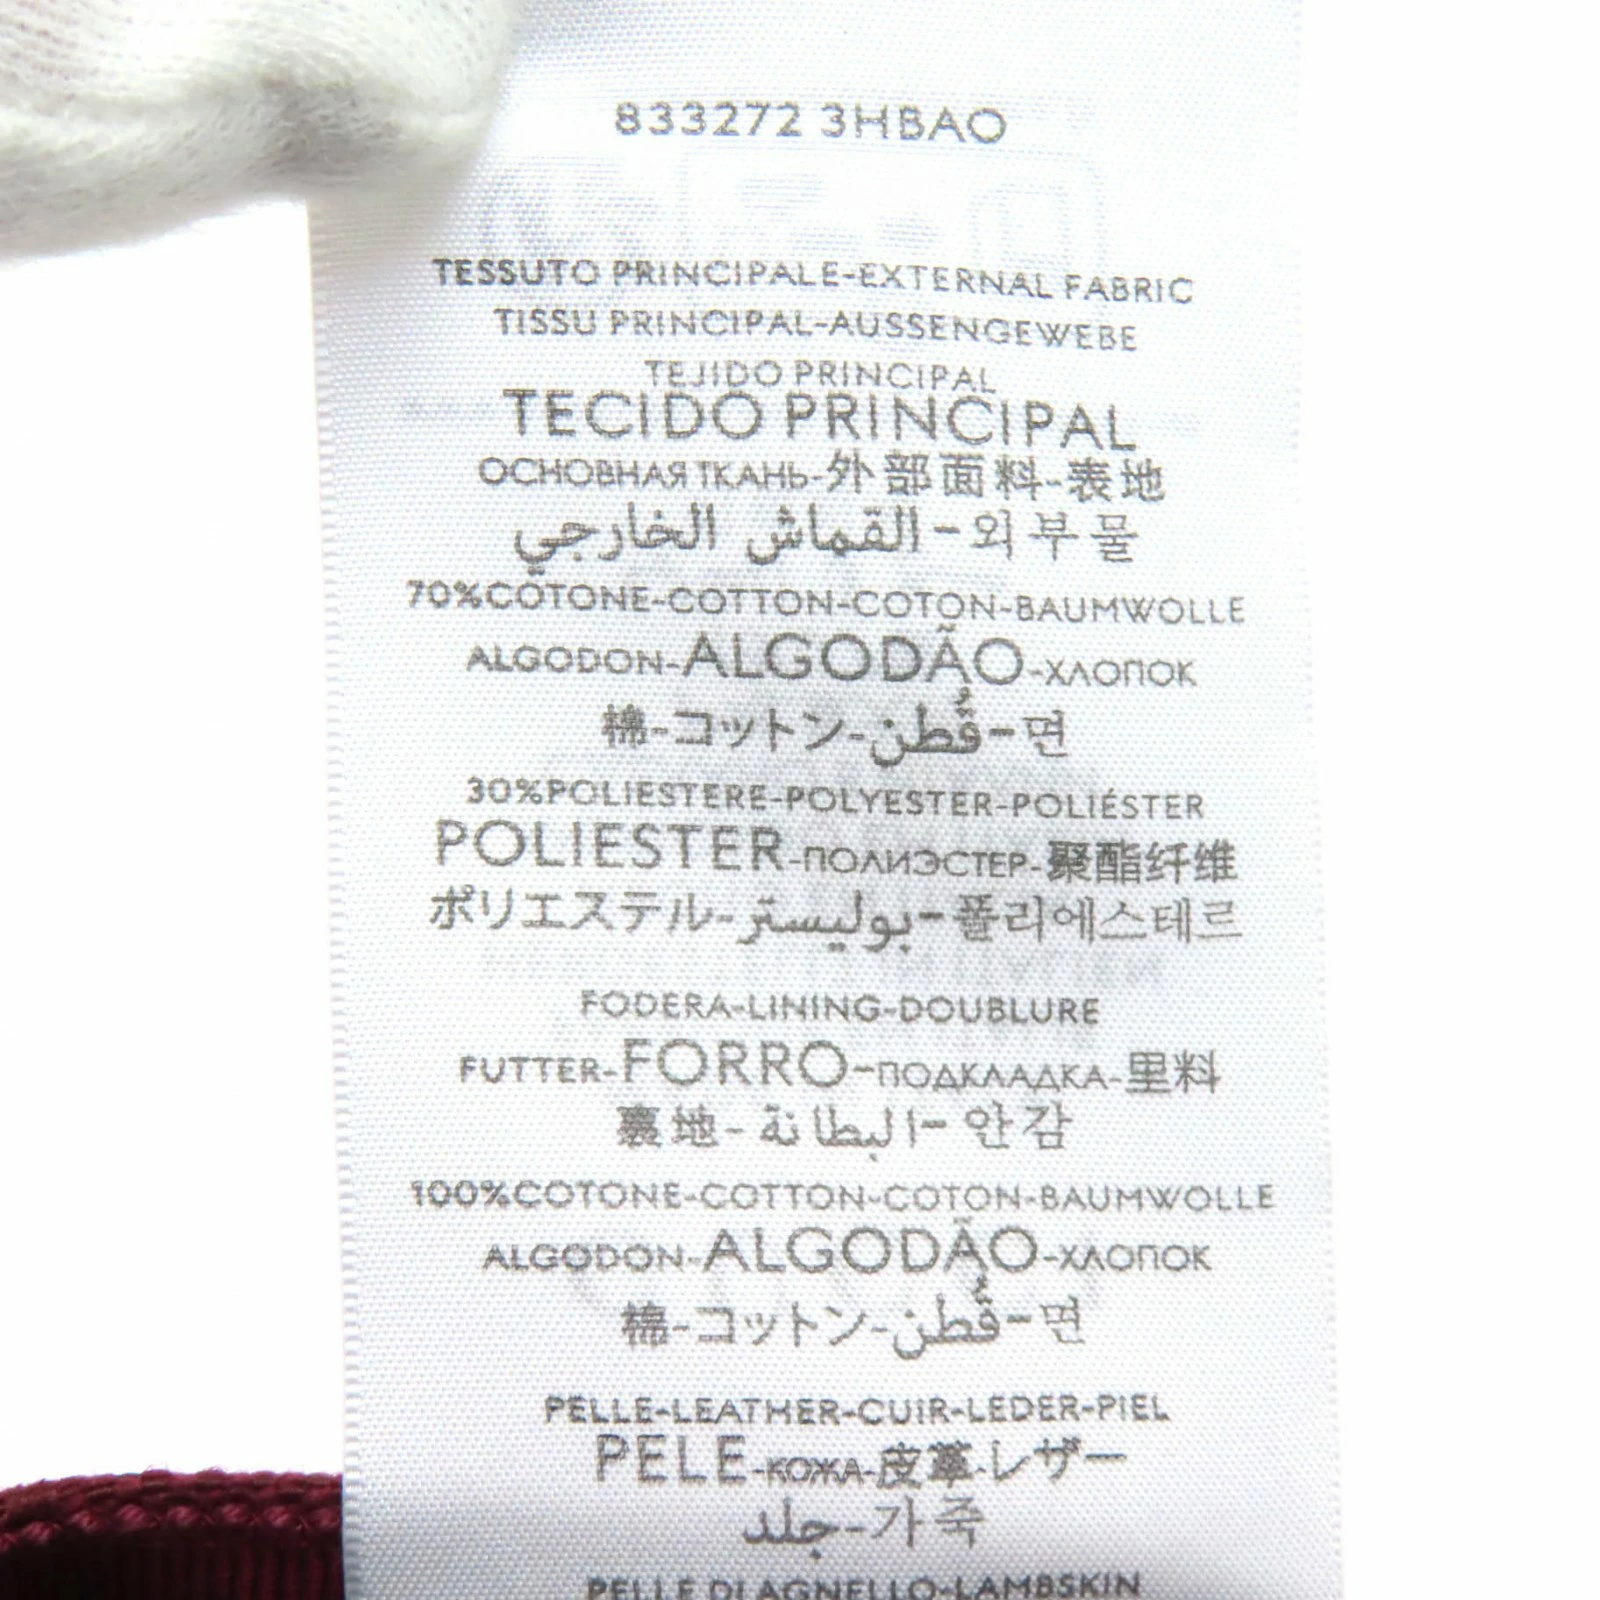 833272 3HBAO
TESSUTO PRINCIPALE-EXTERNAL FABRIC
TISSU PRINCIPAL-AUSSENGEWEBE
TEJIDO PRINCIPAL
TECIDO PRINCIPAL
ОСНОВНАЯ ТКАНЬ-外部面料-表地
القماش الخارجي-외부물
70%COTONE-COTTON-COTON-BAUMWOLLE
ALGODON-ALGODÃO-ХЛОПОК
棉-コットン-قُطن-면
30%POLIESTERE-POLYESTER-POLIÉSTER
POLIESTER-ПОЛИЭСТЕР-聚酯纤维
ポリエステル-بوليستر-폴리에스테르
FODERA-LINING-DOUBLURE
FUTTER-FORRO-ПОДКЛАДКА-里料
裏地-البطانة-안감
100%COTONE-COTTON-COTON-BAUMWOLLE
ALGODON-ALGODÃO-ХЛОПОК
棉-コットン-قُطن-면
PELLE-LEATHER-CUIR-LEDER-PIEL
PELE-КОЖА-皮革-レザー
جلد-가죽
PELLE DI AGNELLO-LAMBSKIN